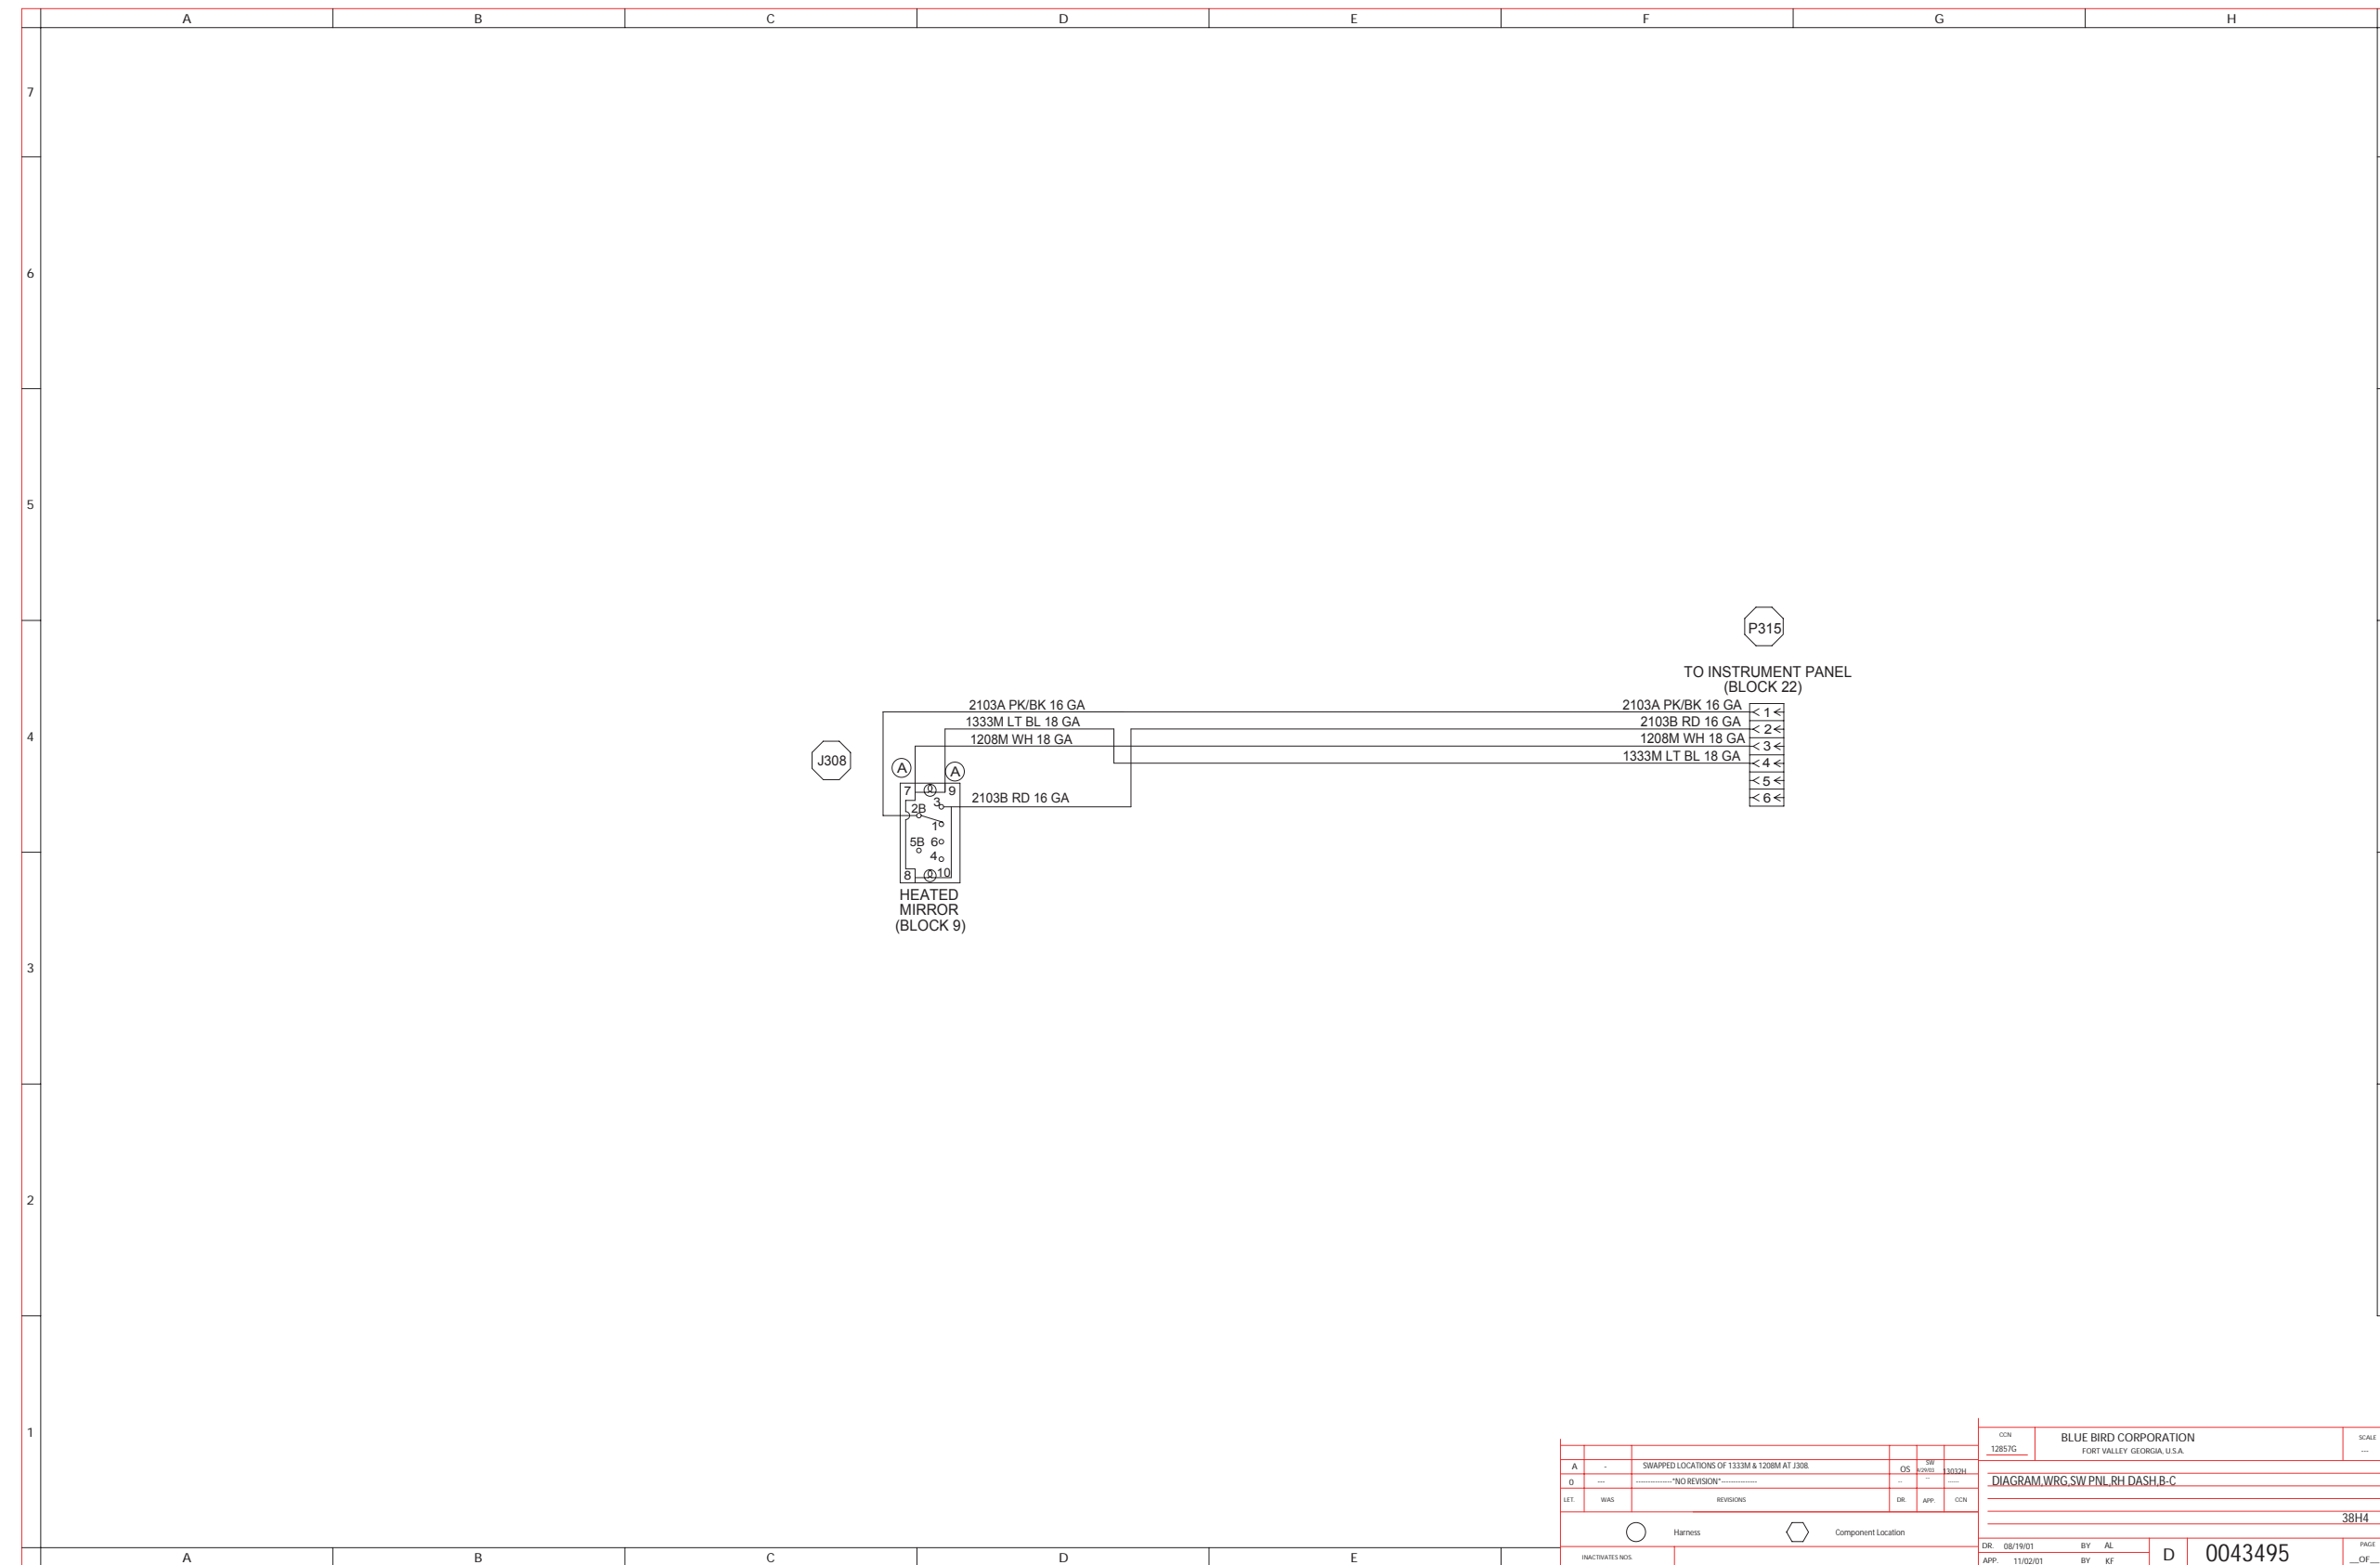 A B C D E F G H
7
6
5
4
3
2
1
P315
TO INSTRUMENT PANEL
(BLOCK 22)
2103A PK/BK 16 GA
1333M LT BL 18 GA
1208M WH 18 GA
2103A PK/BK 16 GA
2103B RD 16 GA
1208M WH 18 GA
1333M LT BL 18 GA
1
2
3
4
5
6
J308
A A
7 9
2103B RD 16 GA
3
2B
1
5B 6
4
8 10
HEATED
MIRROR
(BLOCK 9)
A - SWAPPED LOCATIONS OF 1333M & 1208M AT J308. OS SW 13032H
0 --- ----------------*NO REVISION*---------------
LET. WAS REVISIONS DR. APP. CCN
Harness Component Location
INACTIVATES NOS.
CCN
12857G
BLUE BIRD CORPORATION
FORT VALLEY GEORGIA, U.S.A.
SCALE
---
DIAGRAM,WRG,SW PNL,RH DASH,B-C
38H4
DR. 08/19/01 BY AL
APP. 11/02/01 BY KF
D 0043495
PAGE
__OF__
A B C D E